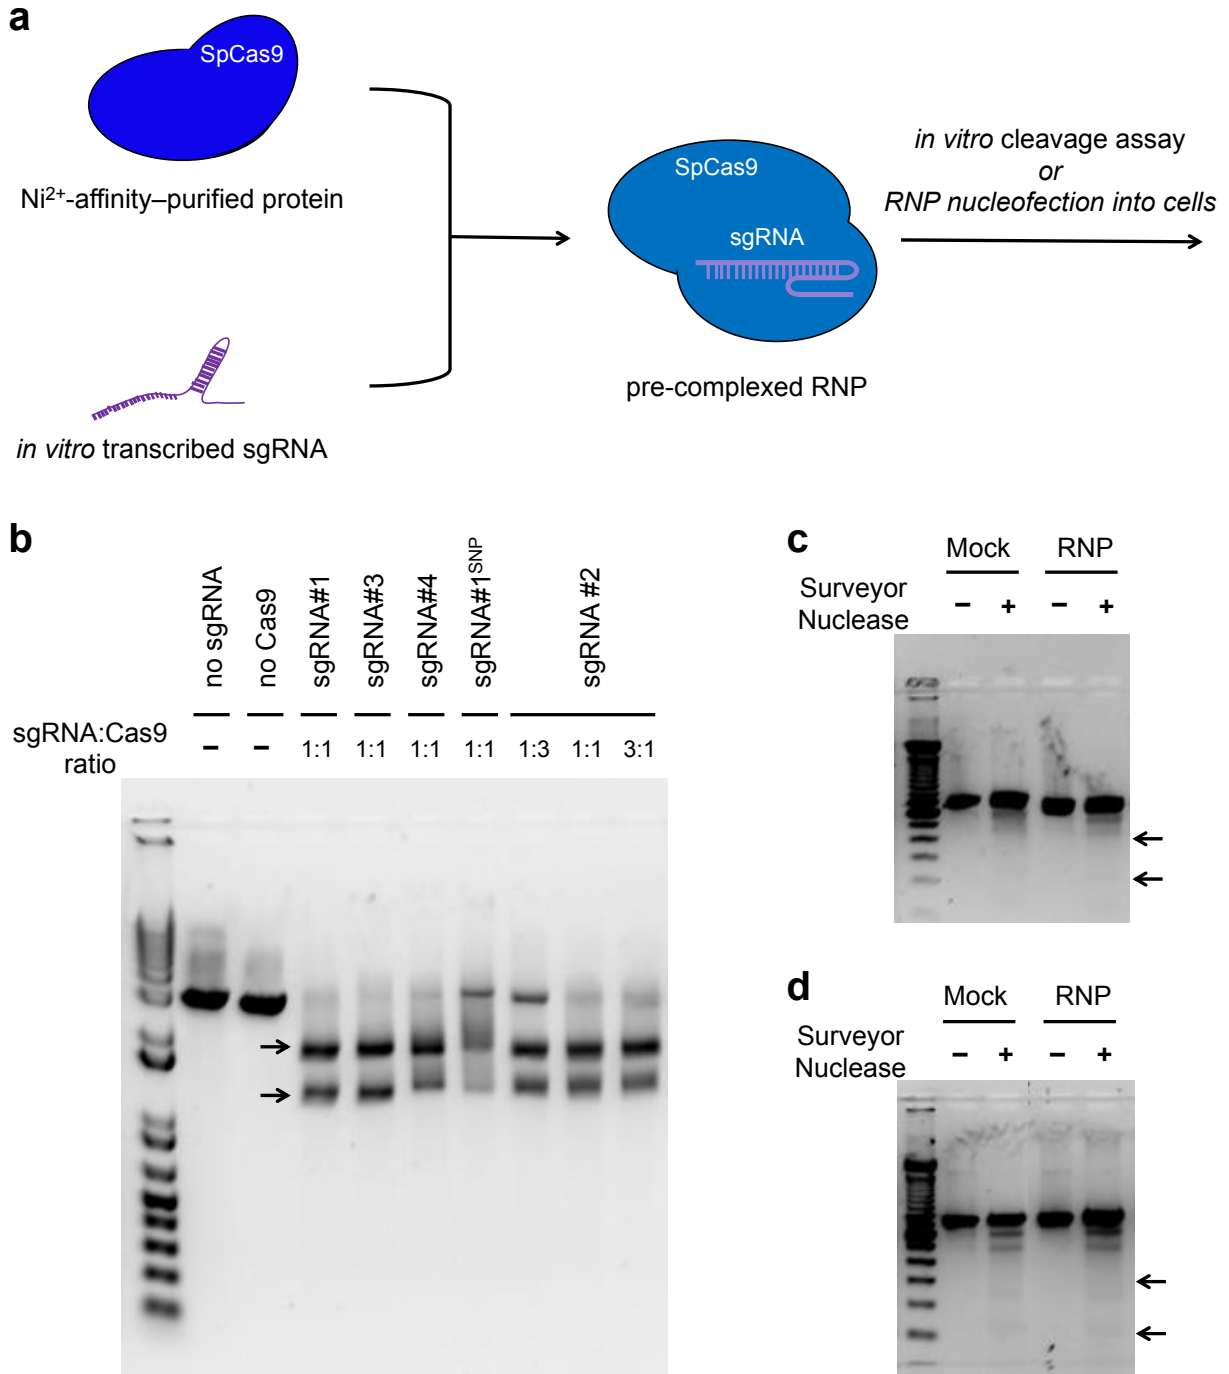 a
SpCas9
Ni²⁺-affinity–purified protein
in vitro transcribed sgRNA
SpCas9
sgRNA
pre-complexed RNP
in vitro cleavage assay
or
RNP nucleofection into cells
b
no sgRNA
no Cas9
sgRNA#1
sgRNA#3
sgRNA#4
sgRNA#1ˢᴺᴾ
sgRNA #2
sgRNA:Cas9
ratio
– – 1:1 1:1 1:1 1:1 1:3 1:1 3:1
c
Mock RNP
Surveyor
Nuclease
– + – +
d
Mock RNP
Surveyor
Nuclease
– + – +